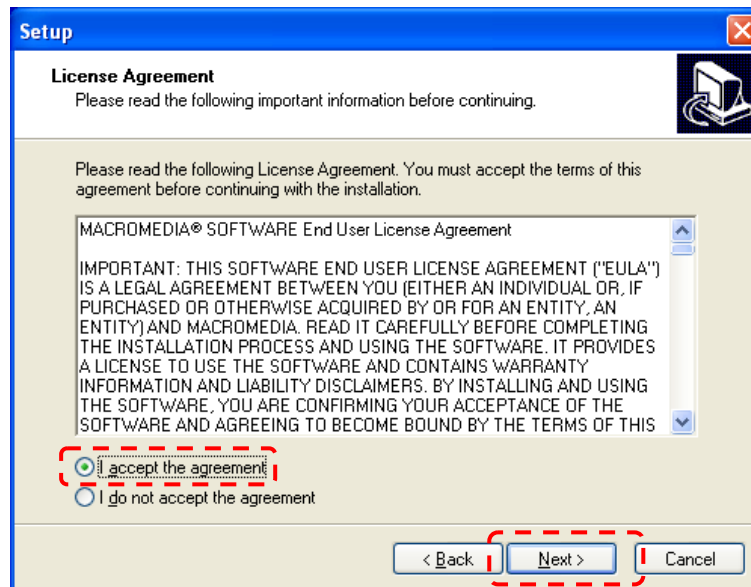 Setup
License Agreement
Please read the following important information before continuing.
Please read the following License Agreement. You must accept the terms of this
agreement before continuing with the installation.
MACROMEDIA® SOFTWARE End User License Agreement
IMPORTANT: THIS SOFTWARE END USER LICENSE AGREEMENT ("EULA")
IS A LEGAL AGREEMENT BETWEEN YOU (EITHER AN INDIVIDUAL OR, IF
PURCHASED OR OTHERWISE ACQUIRED BY OR FOR AN ENTITY, AN
ENTITY) AND MACROMEDIA. READ IT CAREFULLY BEFORE COMPLETING
THE INSTALLATION PROCESS AND USING THE SOFTWARE. IT PROVIDES
A LICENSE TO USE THE SOFTWARE AND CONTAINS WARRANTY
INFORMATION AND LIABILITY DISCLAIMERS. BY INSTALLING AND USING
THE SOFTWARE, YOU ARE CONFIRMING YOUR ACCEPTANCE OF THE
SOFTWARE AND AGREEING TO BECOME BOUND BY THE TERMS OF THIS
I accept the agreement
I do not accept the agreement
< Back Next > Cancel